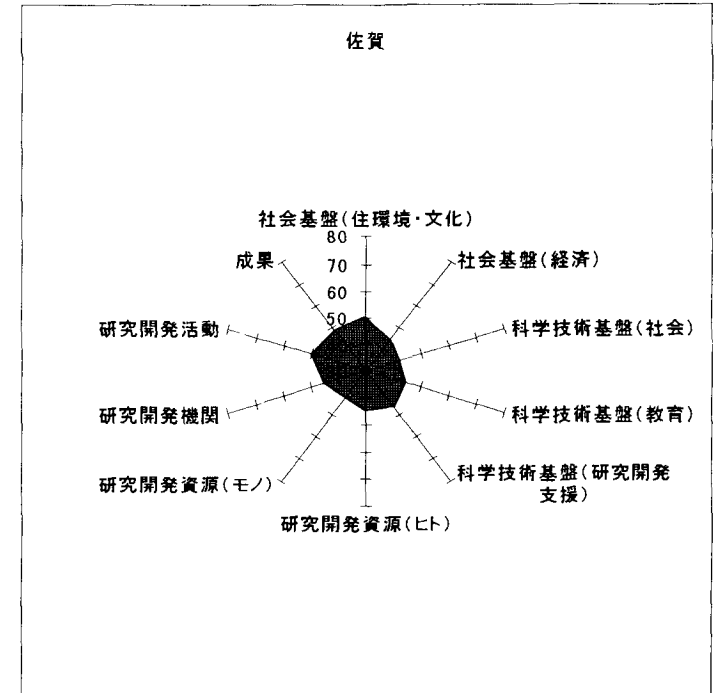 佐賀
社会基盤(住環境・文化)
80
70
60
50
成果
社会基盤(経済)
研究開発活動
科学技術基盤(社会)
研究開発機関
科学技術基盤(教育)
研究開発資源(モノ)
科学技術基盤(研究開発
支援)
研究開発資源(ヒト)